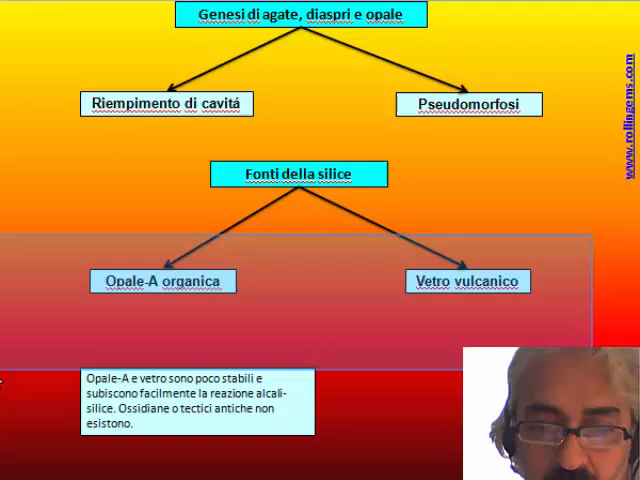 Genesi di agate, diaspri e opale
Riempimento di cavitá
Pseudomorfosi
www.rollingems.com
Fonti della silice
Opale-A organica
Vetro vulcanico
Opale-A e vetro sono poco stabili e
subiscono facilmente la reazione alcali-
silice. Ossidiane o tectici antiche non
esistono.